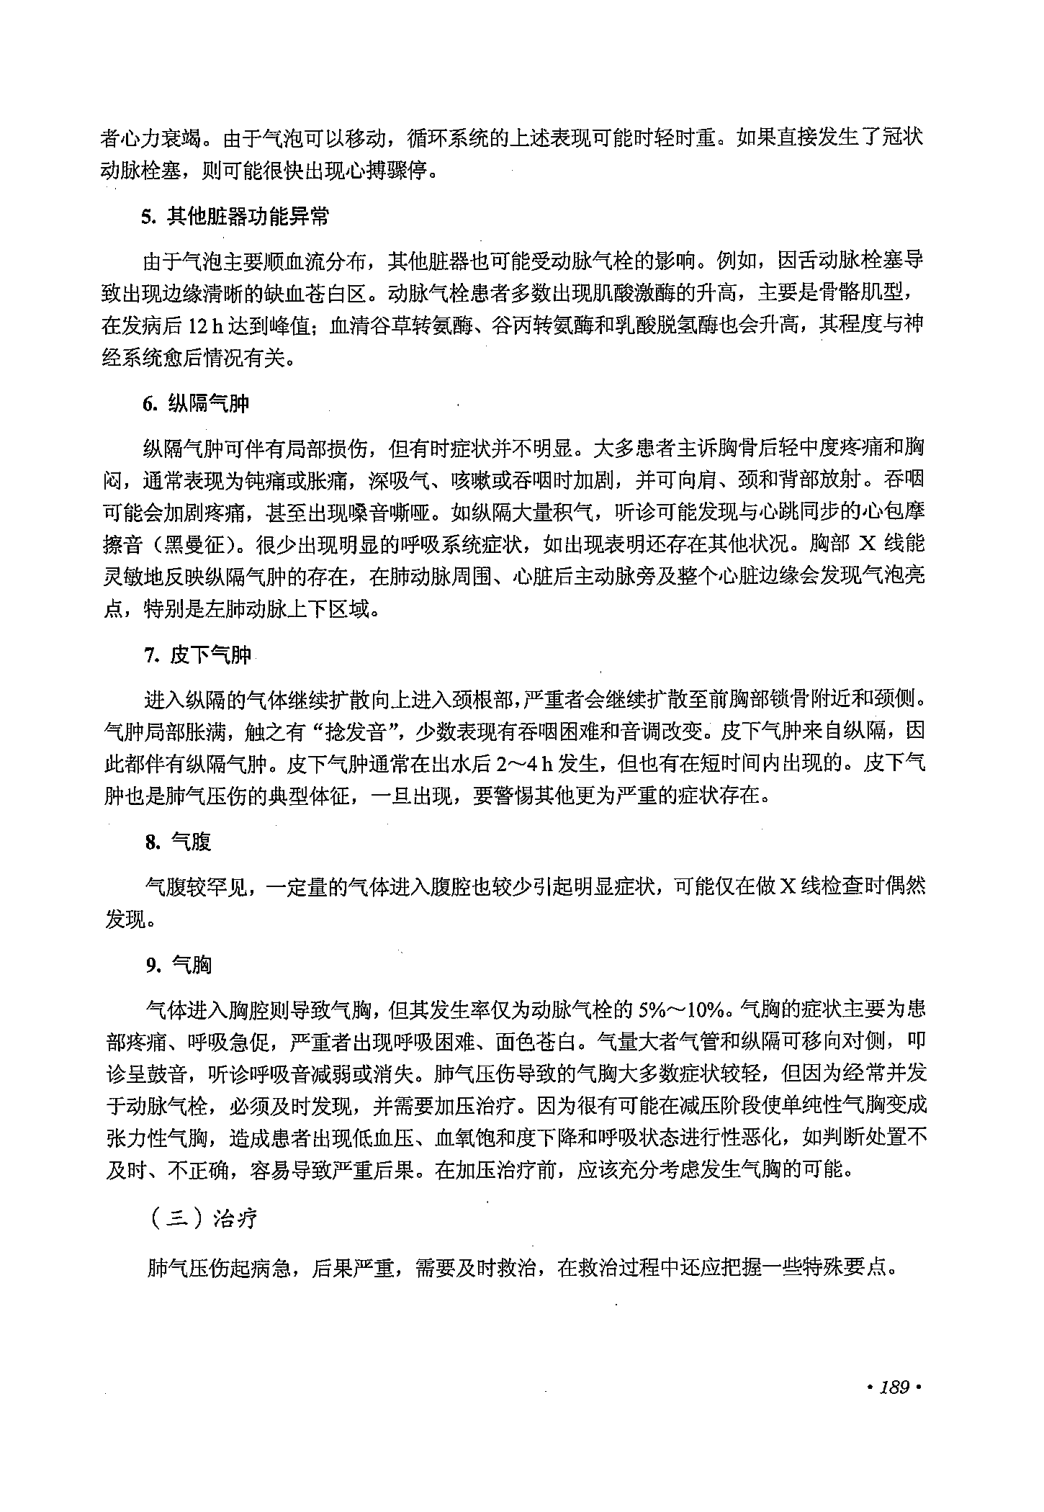 者心力衰竭。由于气泡可以移动，循环系统的上述表现可能时轻时重。如果直接发生了冠状
动脉栓塞，则可能很快出现心搏骤停。
5. 其他脏器功能异常
由于气泡主要顺血流分布，其他脏器也可能受动脉气栓的影响。例如，因舌动脉栓塞导
致出现边缘清晰的缺血苍白区。动脉气栓患者多数出现肌酸激酶的升高，主要是骨骼肌型，
在发病后 12 h 达到峰值；血清谷草转氨酶、谷丙转氨酶和乳酸脱氢酶也会升高，其程度与神
经系统愈后情况有关。
6. 纵隔气肿
纵隔气肿可伴有局部损伤，但有时症状并不明显。大多患者主诉胸骨后轻中度疼痛和胸
闷，通常表现为钝痛或胀痛，深吸气、咳嗽或吞咽时加剧，并可向肩、颈和背部放射。吞咽
可能会加剧疼痛，甚至出现嗓音嘶哑。如纵隔大量积气，听诊可能发现与心跳同步的心包摩
擦音（黑曼征）。很少出现明显的呼吸系统症状，如出现表明还存在其他状况。胸部 X 线能
灵敏地反映纵隔气肿的存在，在肺动脉周围、心脏后主动脉旁及整个心脏边缘会发现气泡亮
点，特别是左肺动脉上下区域。
7. 皮下气肿
进入纵隔的气体继续扩散向上进入颈根部，严重者会继续扩散至前胸部锁骨附近和颈侧。
气肿局部胀满，触之有“捻发音”，少数表现有吞咽困难和音调改变。皮下气肿来自纵隔，因
此都伴有纵隔气肿。皮下气肿通常在出水后 2～4 h 发生，但也有在短时间内出现的。皮下气
肿也是肺气压伤的典型体征，一旦出现，要警惕其他更为严重的症状存在。
8. 气腹
气腹较罕见，一定量的气体进入腹腔也较少引起明显症状，可能仅在做 X 线检查时偶然
发现。
9. 气胸
气体进入胸腔则导致气胸，但其发生率仅为动脉气栓的 5%～10%。气胸的症状主要为患
部疼痛、呼吸急促，严重者出现呼吸困难、面色苍白。气量大者气管和纵隔可移向对侧，叩
诊呈鼓音，听诊呼吸音减弱或消失。肺气压伤导致的气胸大多数症状较轻，但因为经常并发
于动脉气栓，必须及时发现，并需要加压治疗。因为很有可能在减压阶段使单纯性气胸变成
张力性气胸，造成患者出现低血压、血氧饱和度下降和呼吸状态进行性恶化，如判断处置不
及时、不正确，容易导致严重后果。在加压治疗前，应该充分考虑发生气胸的可能。
（三）治疗
肺气压伤起病急，后果严重，需要及时救治，在救治过程中还应把握一些特殊要点。
·189·